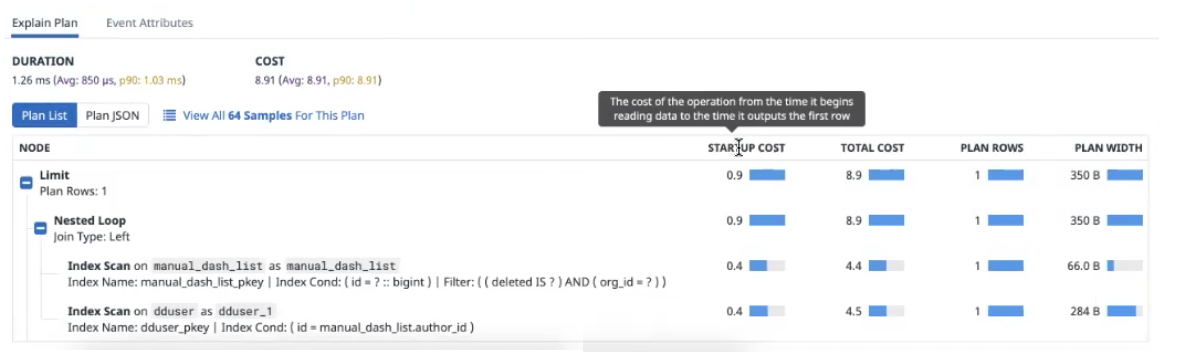 Explain Plan Event Attributes
DURATION COST
1.26 ms (Avg: 850 µs, p90: 1.03 ms) 8.91 (Avg: 8.91, p90: 8.91)
The cost of the operation from the time it begins
reading data to the time it outputs the first row
Plan List Plan JSON View All 64 Samples For This Plan
NODE STARTUP COST TOTAL COST PLAN ROWS PLAN WIDTH
Limit 0.9 8.9 1 350 B
Plan Rows: 1
Nested Loop 0.9 8.9 1 350 B
Join Type: Left
Index Scan on manual_dash_list as manual_dash_list 0.4 4.4 1 66.0 B
Index Name: manual_dash_list_pkey | Index Cond: ( id = ? :: bigint ) | Filter: ( ( deleted IS ? ) AND ( org_id = ? ) )
Index Scan on dduser as dduser_1 0.4 4.5 1 284 B
Index Name: dduser_pkey | Index Cond: ( id = manual_dash_list.author_id )